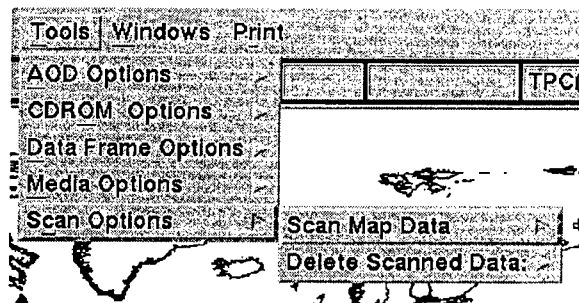 Tools Windows Print
AOD Options
CDROM Options
TPC
Data Frame Options
Media Options
Scan Options
Scan Map Data
Delete Scanned Data